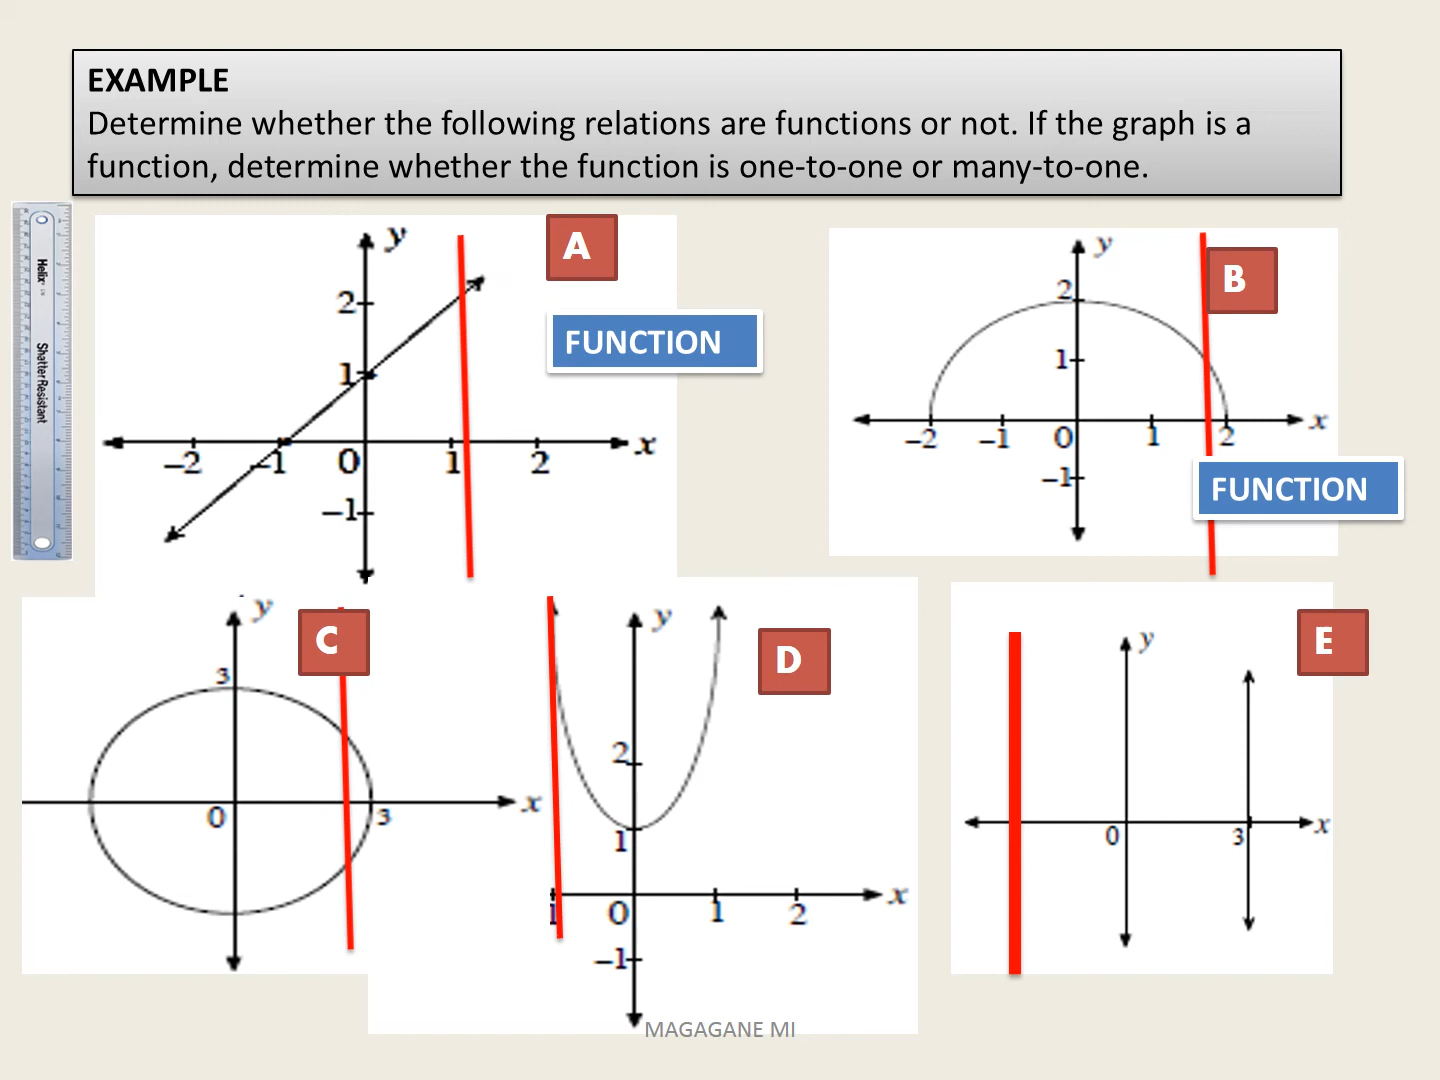 EXAMPLE
Determine whether the following relations are functions or not. If the graph is a
function, determine whether the function is one-to-one or many-to-one.
Helix
Shatter Resistant
A
y
2
1
-2 -1 0 1 2 x
-1
FUNCTION
B
y
2
1
-2 -1 0 1 2 x
-1
FUNCTION
C
y
3
0 3 x
D
y
2
1
1 0 1 2 x
-1
E
y
0 3 x
MAGAGANE MI